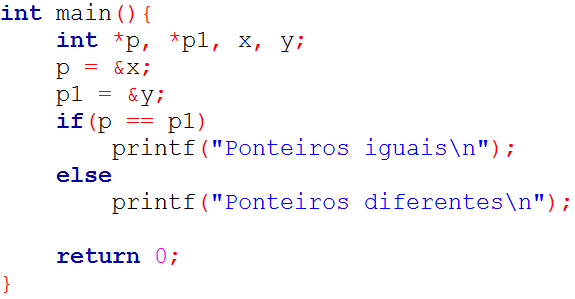 int main(){
    int *p, *p1, x, y;
    p = &x;
    p1 = &y;
    if(p == p1)
        printf("Ponteiros iguais\n");
    else
        printf("Ponteiros diferentes\n");

    return 0;
}